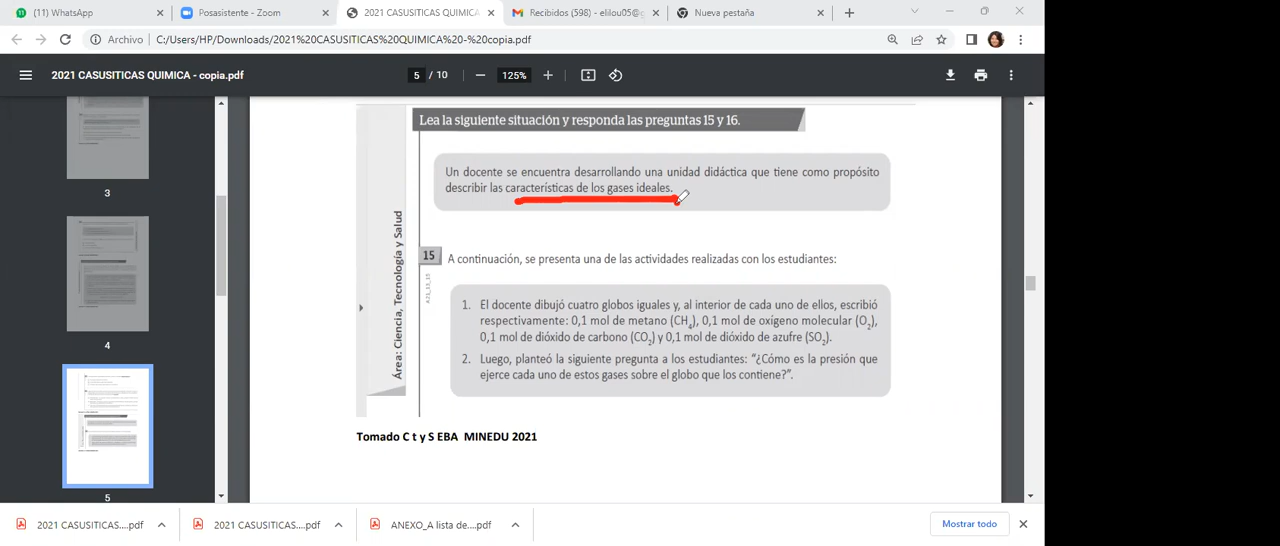 (11) WhatsApp
Posasistente - Zoom
2021 CASUSITICAS QUIMICA
Recibidos (598) - elilou05@g
Nueva pestaña
Archivo
C:/Users/HP/Downloads/2021%20CASUSITICAS%20QUIMICA%20-%20copia.pdf
2021 CASUSITICAS QUIMICA - copia.pdf
5 / 10
125%
3
4
5
Lea la siguiente situación y responda las preguntas 15 y 16.
Un docente se encuentra desarrollando una unidad didáctica que tiene como propósito
describir las características de los gases ideales.
Área: Ciencia, Tecnología y Salud
15
A continuación, se presenta una de las actividades realizadas con los estudiantes:
1. El docente dibujó cuatro globos iguales y, al interior de cada uno de ellos, escribió
respectivamente: 0,1 mol de metano (CH₄), 0,1 mol de oxígeno molecular (O₂),
0,1 mol de dióxido de carbono (CO₂) y 0,1 mol de dióxido de azufre (SO₂).
2. Luego, planteó la siguiente pregunta a los estudiantes: “¿Cómo es la presión que
ejerce cada uno de estos gases sobre el globo que los contiene?”.
Tomado C t y S EBA MINEDU 2021
2021 CASUSITICAS....pdf
2021 CASUSITICAS....pdf
ANEXO_A lista de....pdf
Mostrar todo